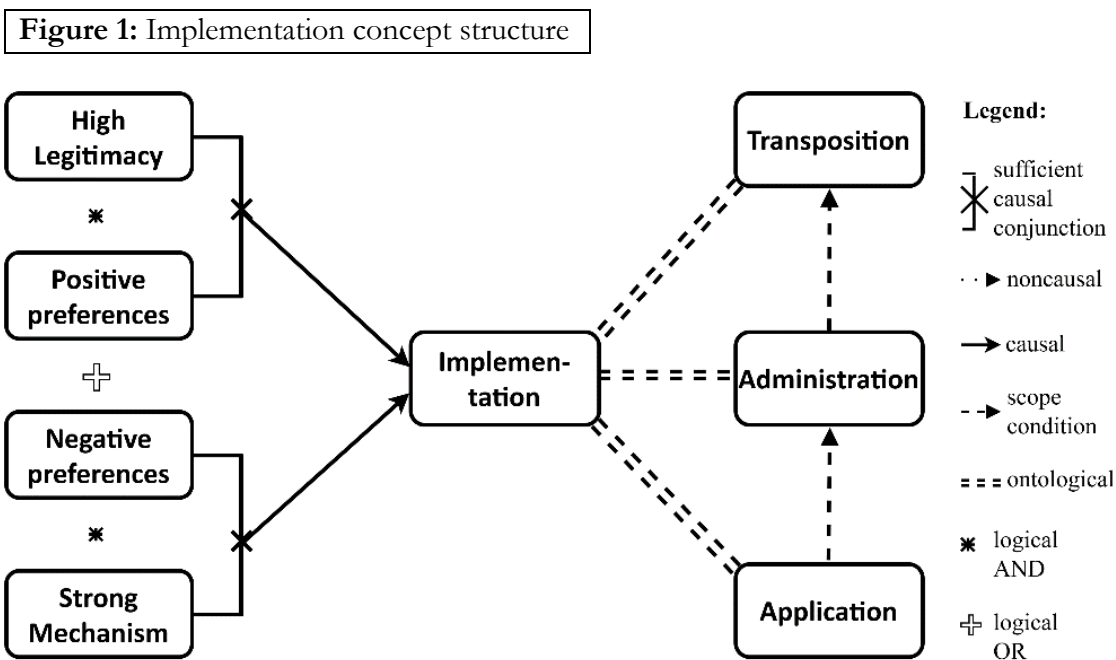 Figure 1: Implementation concept structure
High
Legitimacy
Positive
preferences
Negative
preferences
Strong
Mechanism
Implemen-
tation
Transposition
Administration
Application
Legend:
sufficient
causal
conjunction
noncausal
causal
scope
condition
ontological
logical
AND
logical
OR